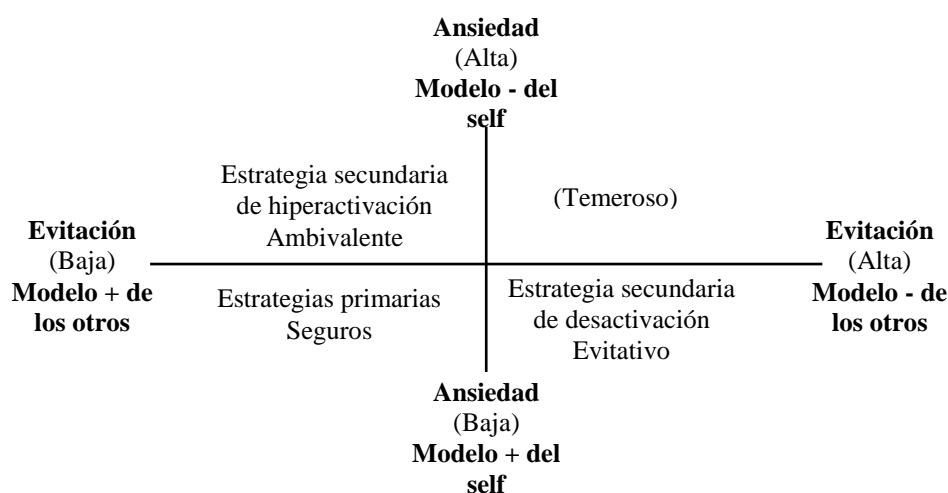 Ansiedad
(Alta)
Modelo - del
self
Estrategia secundaria
de hiperactivación
Ambivalente
(Temeroso)
Evitación
(Baja)
Modelo + de
los otros
Evitación
(Alta)
Modelo - de
los otros
Estrategias primarias
Seguros
Estrategia secundaria
de desactivación
Evitativo
Ansiedad
(Baja)
Modelo + del
self